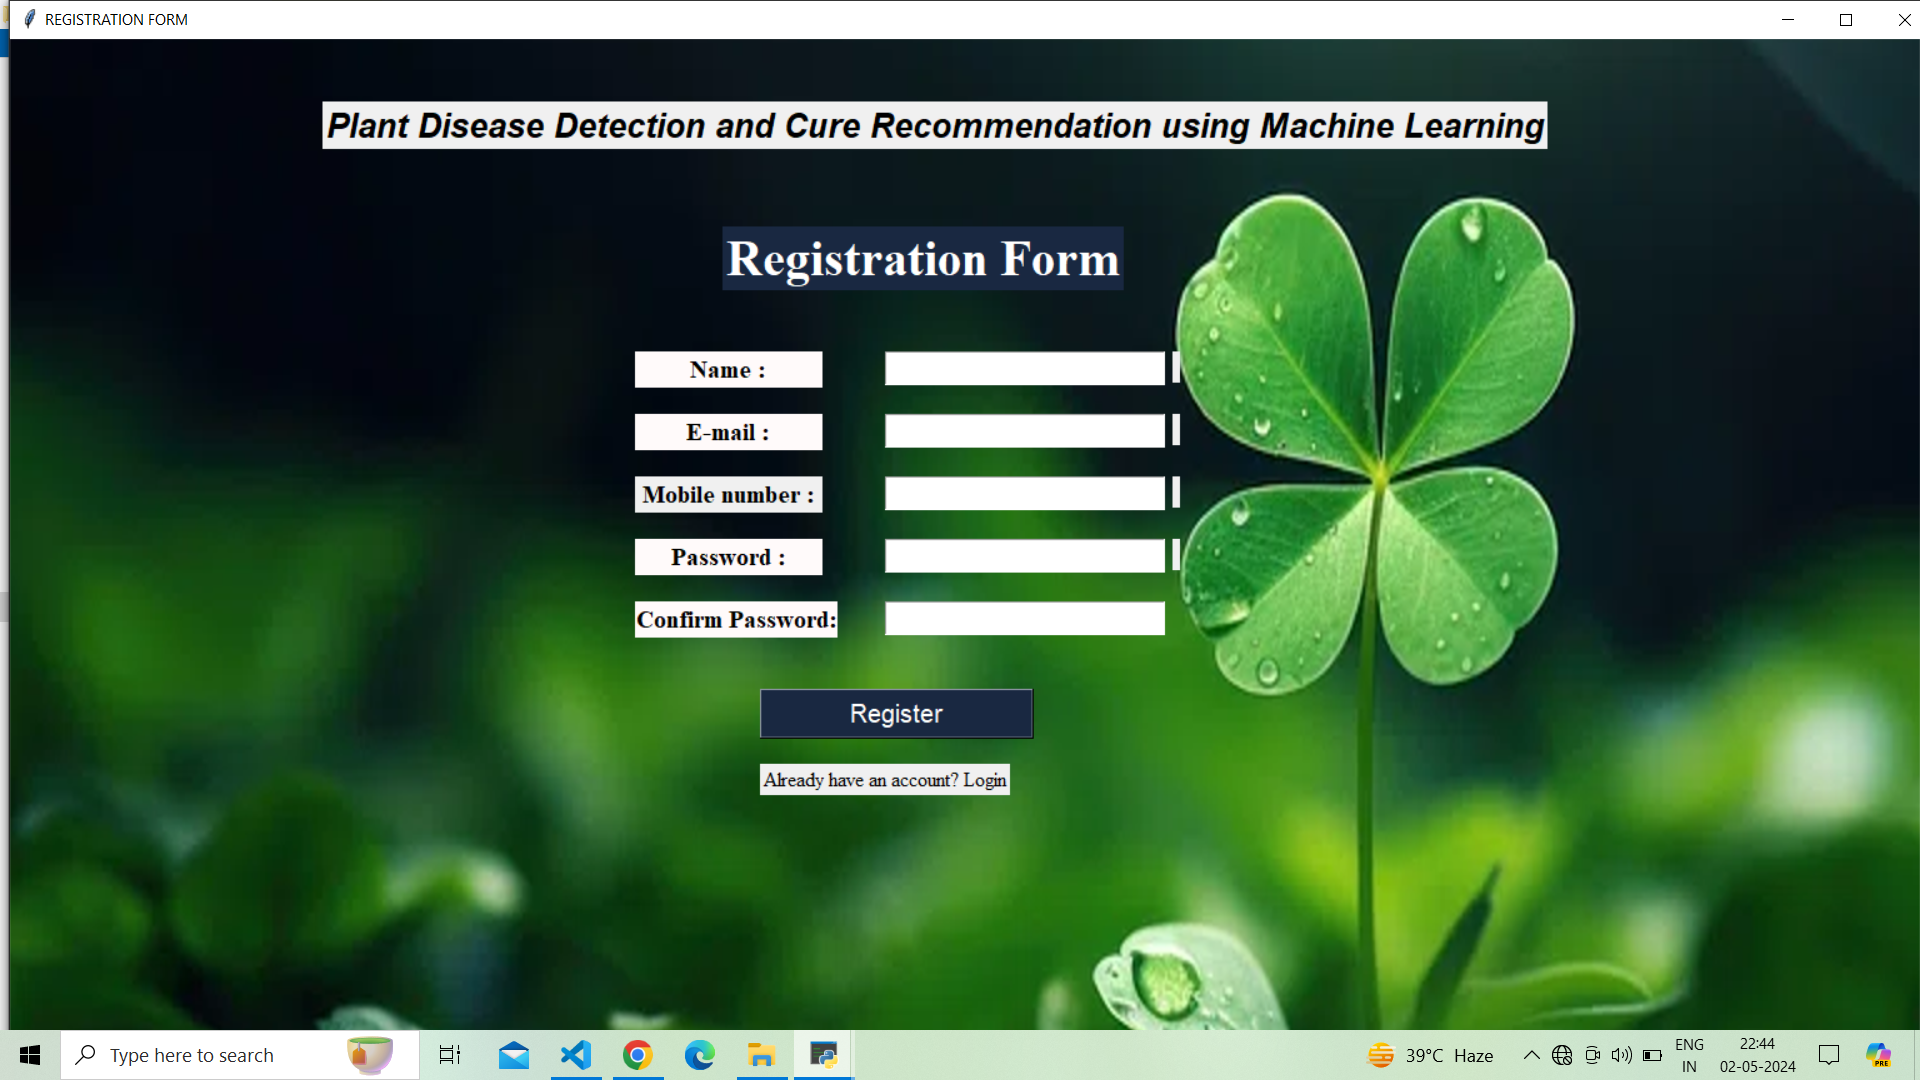 REGISTRATION FORM
Plant Disease Detection and Cure Recommendation using Machine Learning
Registration Form
Name :
E-mail :
Mobile number :
Password :
Confirm Password:
Register
Already have an account? Login
Type here to search
39°C Haze
ENG
IN
22:44
02-05-2024
PRE